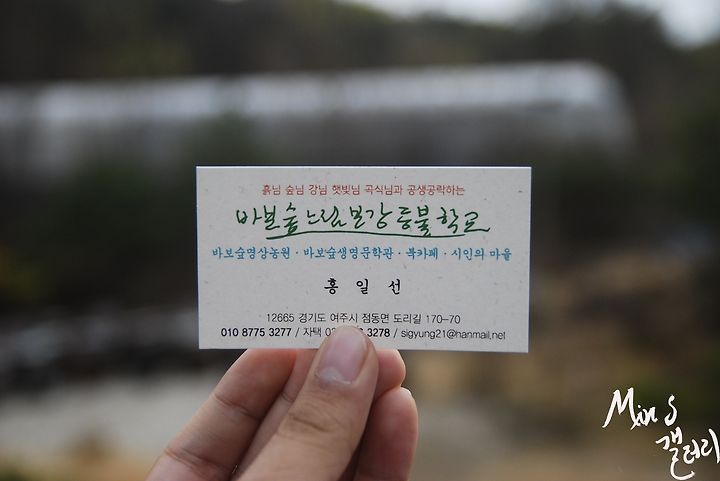 흙님 숲님 강님 햇빛님 곡식님과 공생공락하는
바보숲 느림본강 등불학교
바보숲명상농원 · 바보숲생명문학관 · 북카페 · 시인의 마을
홍 일 선
12665 경기도 여주시 점동면 도리길 170-70
010 8775 3277 / 자택 3278 / sigyung21@hanmail.net
Min S
갤러리